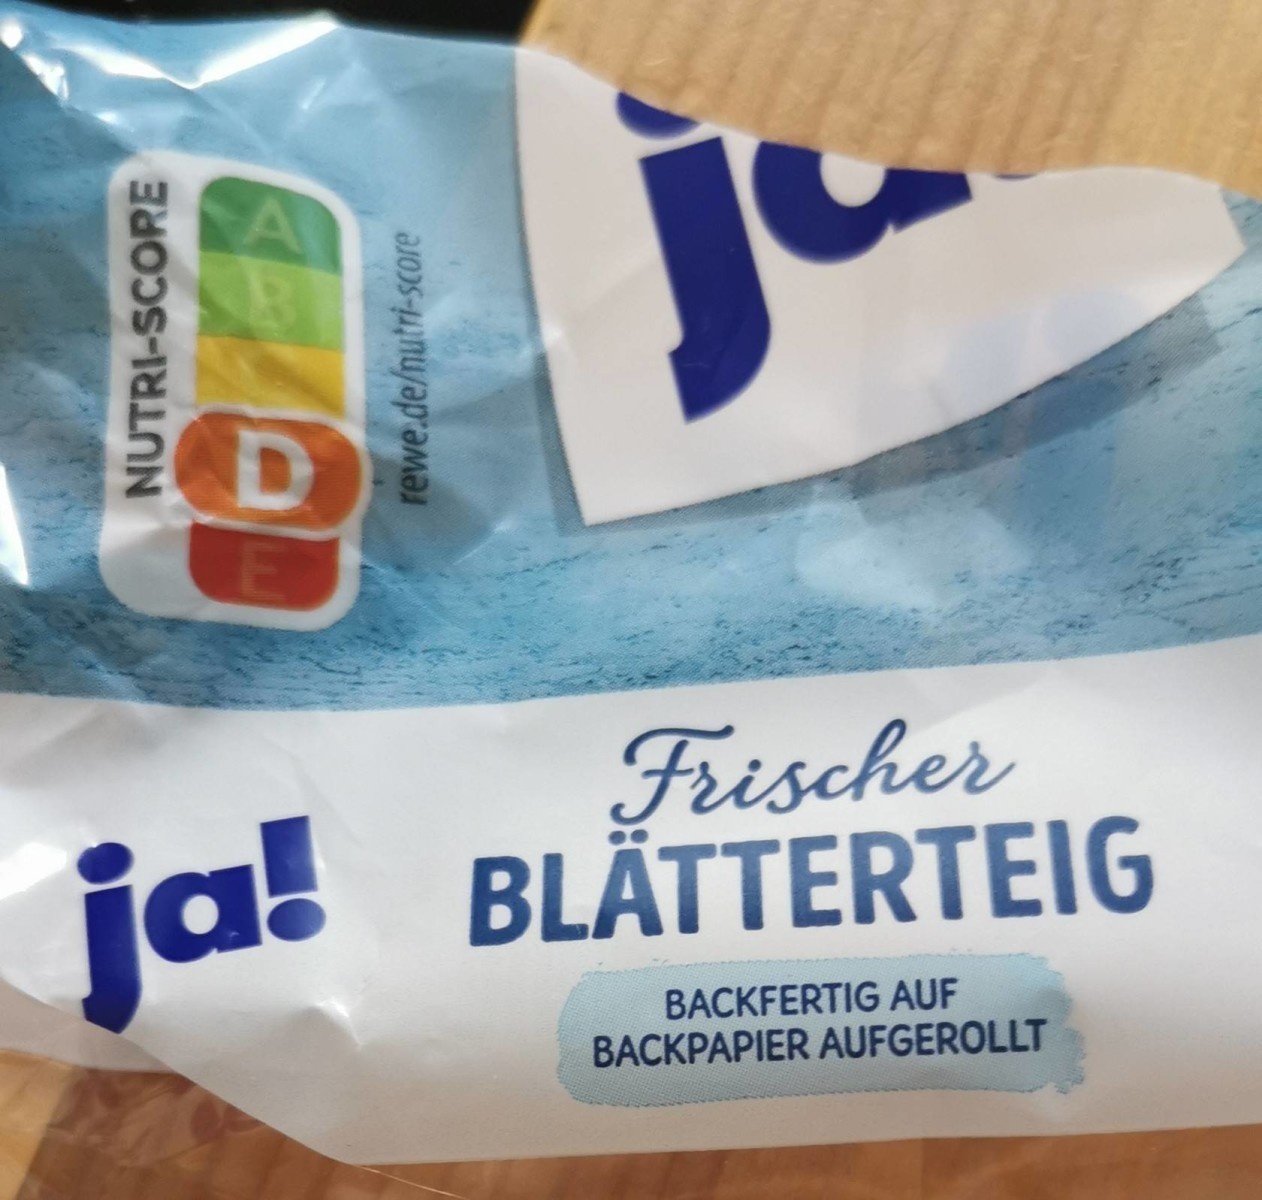 NUTRI-SCORE
A
B
D
E
rewe.de/nutri-score
ja!
Frischer
BLÄTTERTEIG
BACKFERTIG AUF
BACKPAPIER AUFGEROLLT